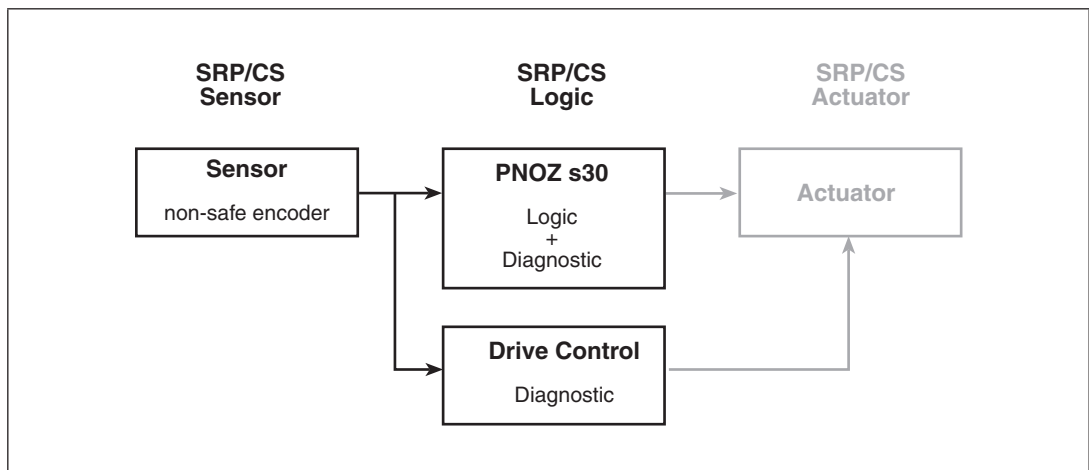 SRP/CS
Sensor
SRP/CS
Logic
SRP/CS
Actuator
Sensor
non-safe encoder
PNOZ s30
Logic
+
Diagnostic
Actuator
Drive Control
Diagnostic